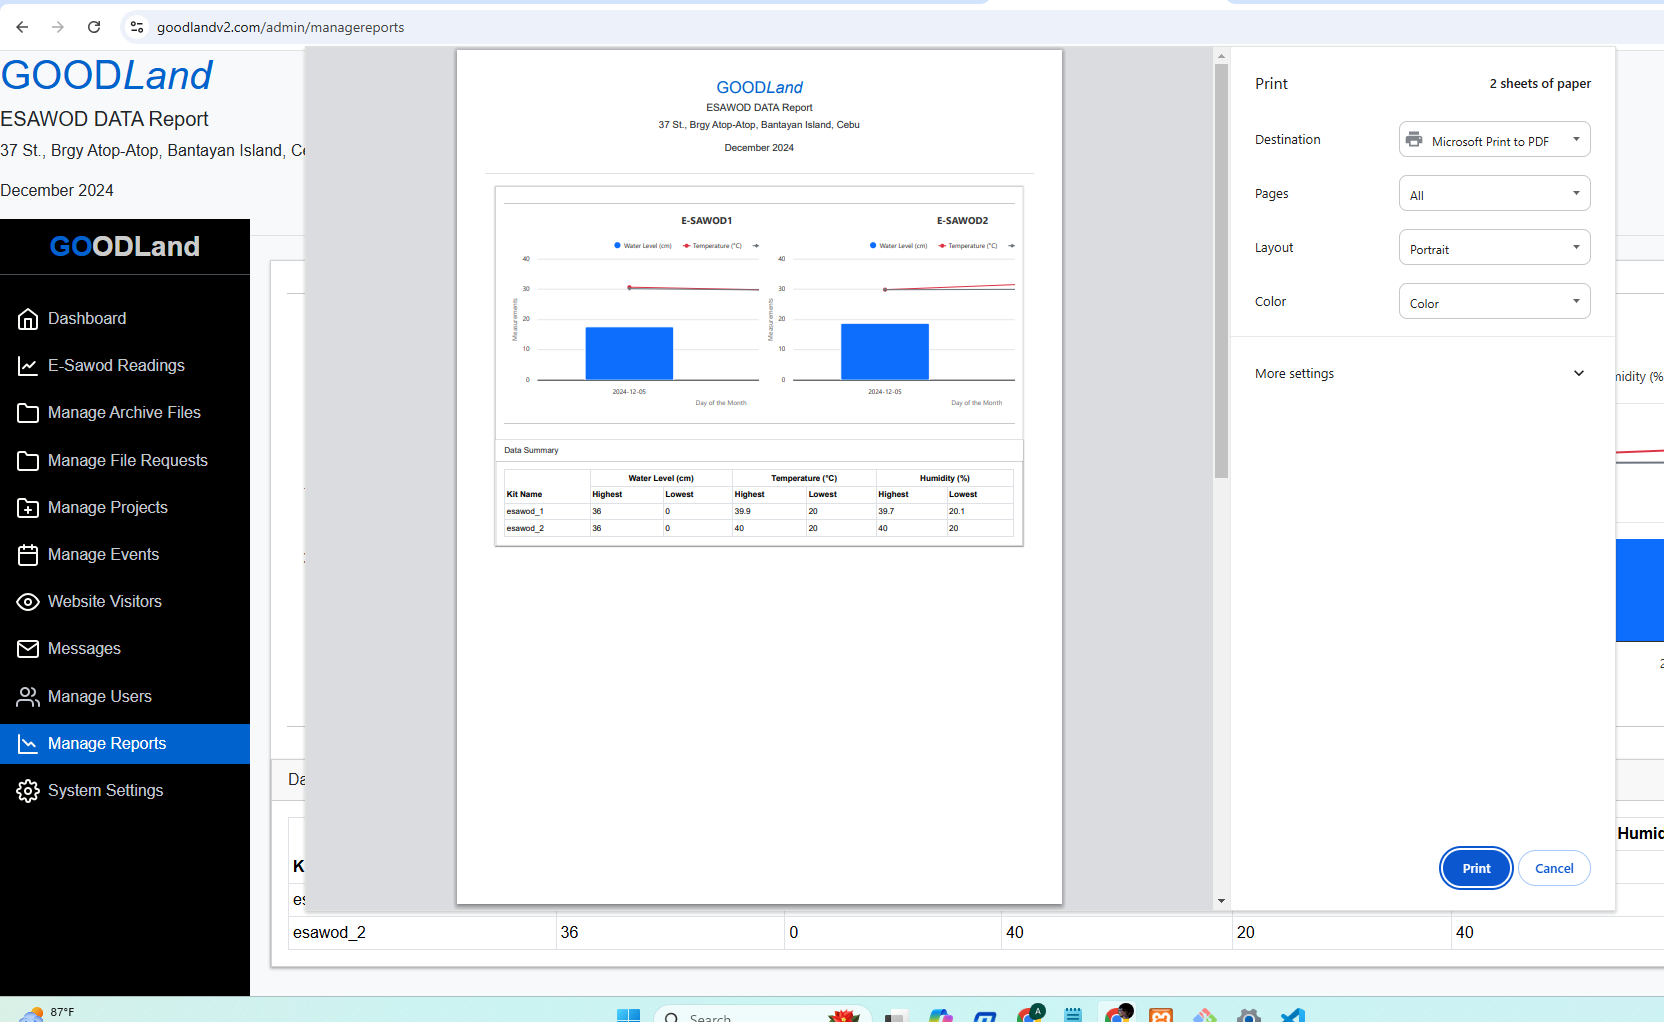 goodlandv2.com/admin/managereports
GOODLand
ESAWOD DATA Report
37 St., Brgy Atop-Atop, Bantayan Island, Ce
December 2024
GOODLand
Dashboard
E-Sawod Readings
Manage Archive Files
Manage File Requests
Manage Projects
Manage Events
Website Visitors
Messages
Manage Users
Manage Reports
System Settings
GOODLand
ESAWOD DATA Report
37 St., Brgy Atop-Atop, Bantayan Island, Cebu
December 2024
E-SAWOD1
Water Level (cm) Temperature (°C)
40
30
20
10
0
Measurements
2024-12-05
Day of the Month
E-SAWOD2
Water Level (cm) Temperature (°C)
40
30
20
10
0
Measurements
2024-12-05
Day of the Month
Data Summary
Water Level (cm) Temperature (°C) Humidity (%)
Kit Name Highest Lowest Highest Lowest Highest Lowest
esawod_1 36 0 39.9 20 39.7 20.1
esawod_2 36 0 40 20 40 20
Print 2 sheets of paper
Destination Microsoft Print to PDF
Pages All
Layout Portrait
Color Color
More settings
Print Cancel
midity (%
2
Da
Humid
K
es
esawod_2 36 0 40 20 40
87°F
Search
A